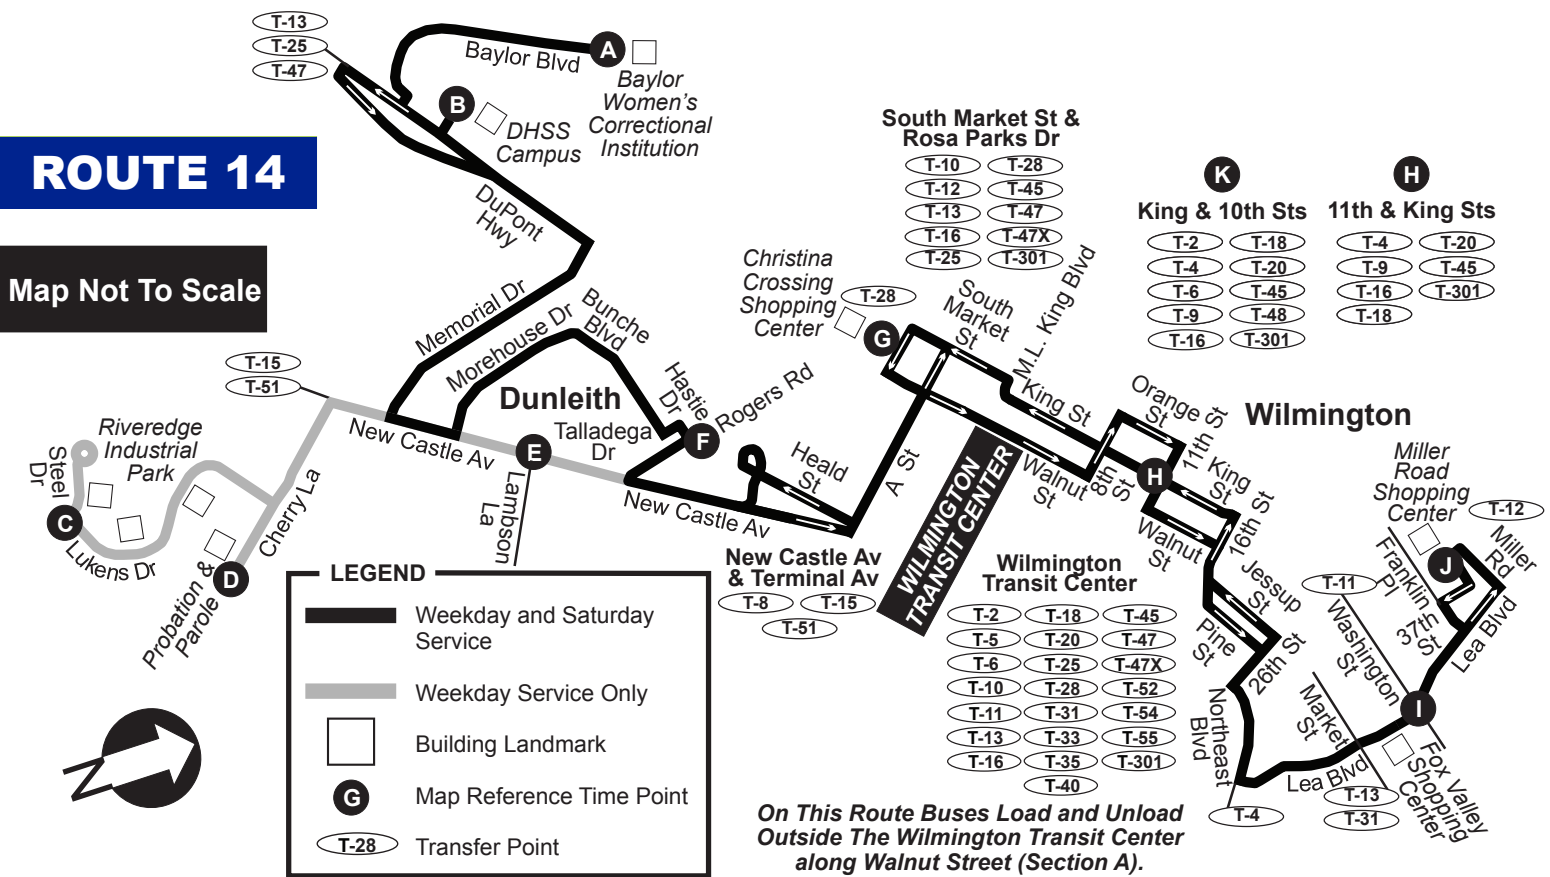 T-13
T-25
T-47
Baylor Blvd
A
Baylor
Women's
Correctional
Institution
B
DHSS
Campus
ROUTE 14
Map Not To Scale
DuPont
Hwy
Memorial Dr
Morehouse Dr
Bunche
Blvd
Hastie
Dr
Rogers Rd
Dunleith
Talladega
Dr
F
E
New Castle Av
Lambson
La
New Castle Av
T-15
T-51
Riveredge
Industrial
Park
Steel
Dr
C
Lukens Dr
Cherry La
D
Probation &
Parole
Heald
St
A St
South Market St &
Rosa Parks Dr
T-10 T-28
T-12 T-45
T-13 T-47
T-16 T-47X
T-25 T-301
Christina
Crossing
Shopping
Center
T-28
G
South
Market
St
M.L. King Blvd
King St
Walnut
St
8th
St
Orange
St
11th St
H
King
St
16th St
Walnut
St
K
King & 10th Sts
T-2 T-18
T-4 T-20
T-6 T-45
T-9 T-48
T-16 T-301
H
11th & King Sts
T-4 T-20
T-9 T-45
T-16 T-301
T-18
Wilmington
Miller
Road
Shopping
Center
T-12
Miller
Rd
J
Franklin
Pl
37th
St
Lea Blvd
T-11
Washington
St
I
Fox Valley
Shopping
Center
Market
St
Lea Blvd
T-13
T-31
Jessup
St
Pine
St
26th St
Northeast
Blvd
T-4
WILMINGTON
TRANSIT CENTER
New Castle Av
& Terminal Av
T-8 T-15
T-51
Wilmington
Transit Center
T-2 T-18 T-45
T-5 T-20 T-47
T-6 T-25 T-47X
T-10 T-28 T-52
T-11 T-31 T-54
T-13 T-33 T-55
T-16 T-35 T-301
T-40
On This Route Buses Load and Unload
Outside The Wilmington Transit Center
along Walnut Street (Section A).
LEGEND
Weekday and Saturday
Service
Weekday Service Only
Building Landmark
G
Map Reference Time Point
T-28
Transfer Point
N